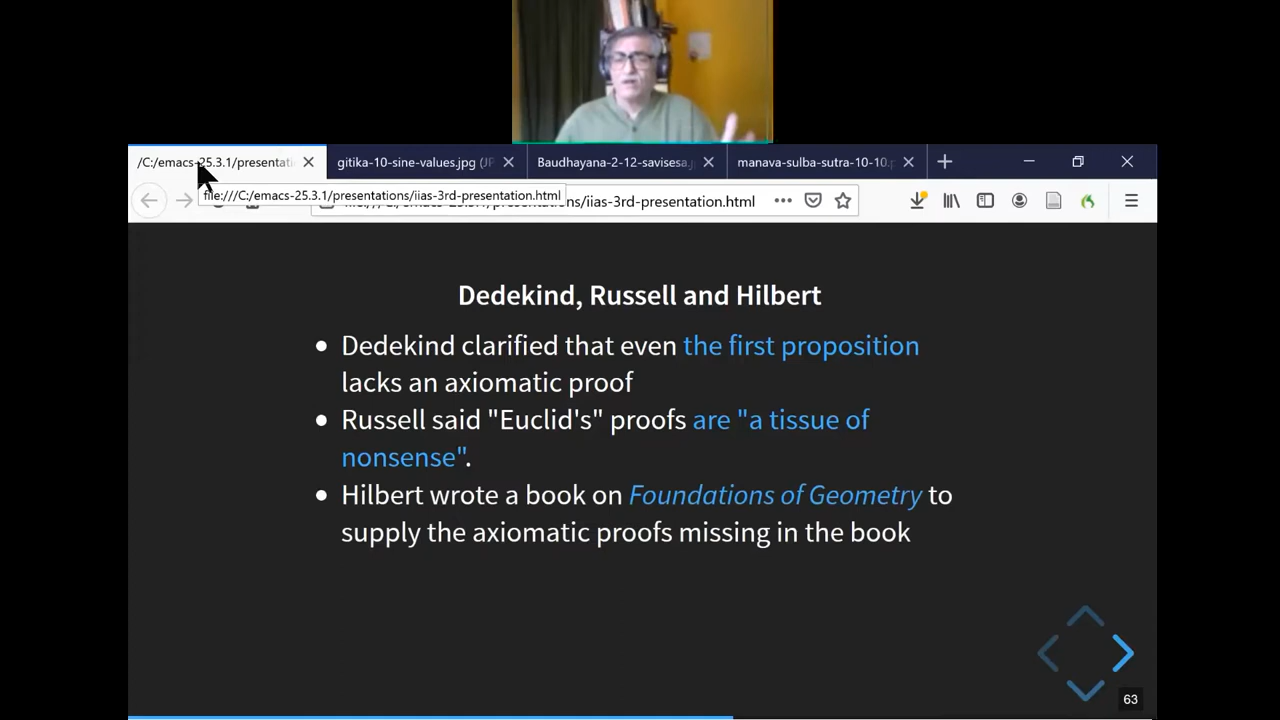 /C:/emacs-25.3.1/presentati
gitika-10-sine-values.jpg (JP
Baudhayana-2-12-savisesa.
manava-sulba-sutra-10-10.p
file:///C:/emacs-25.3.1/presentations/iias-3rd-presentation.html
/presentations/iias-3rd-presentation.html
Dedekind, Russell and Hilbert
• Dedekind clarified that even the first proposition
lacks an axiomatic proof
• Russell said "Euclid's" proofs are "a tissue of
nonsense".
• Hilbert wrote a book on Foundations of Geometry to
supply the axiomatic proofs missing in the book
63